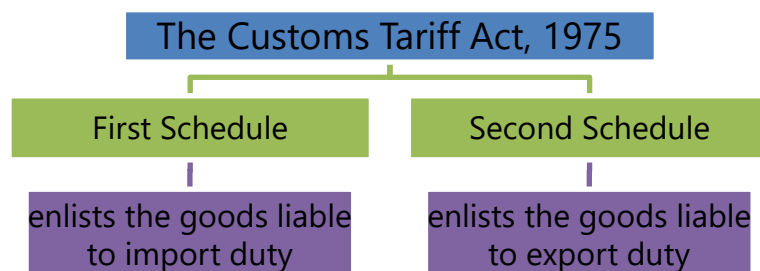 The Customs Tariff Act, 1975
First Schedule
Second Schedule
enlists the goods liable
to import duty
enlists the goods liable
to export duty